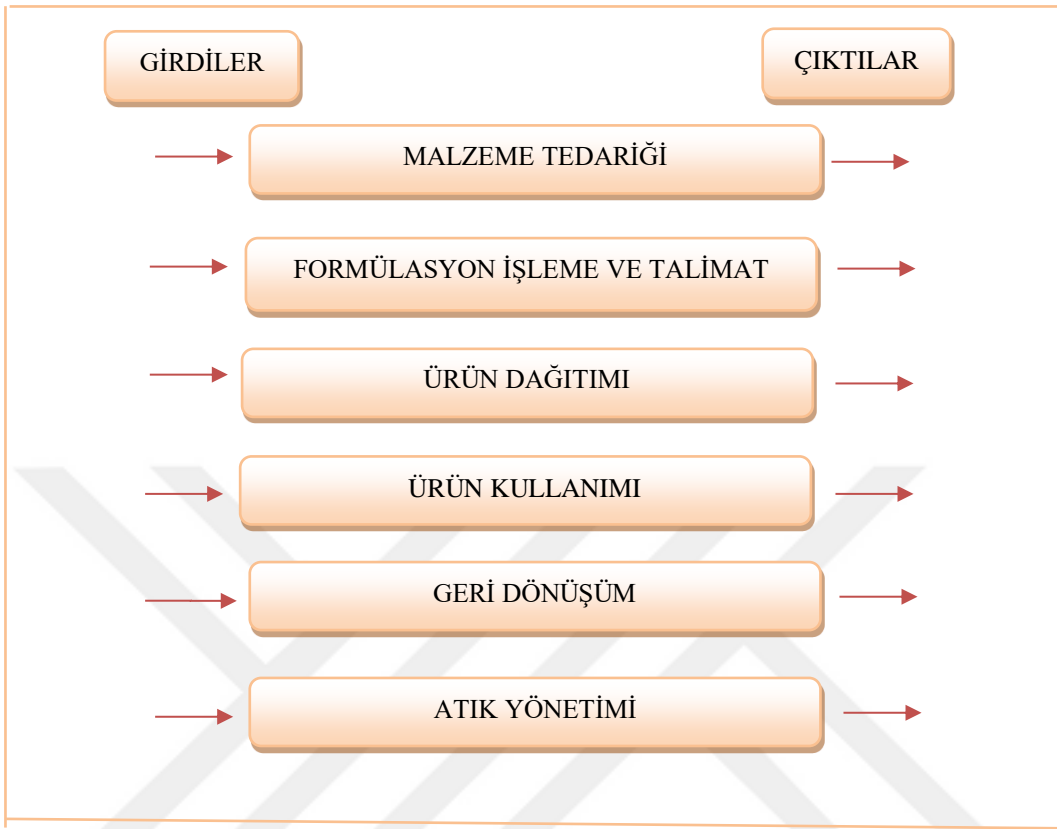 GİRDİLER
ÇIKTILAR
MALZEME TEDARİĞİ
FORMÜLASYON İŞLEME VE TALİMAT
ÜRÜN DAĞITIMI
ÜRÜN KULLANIMI
GERİ DÖNÜŞÜM
ATIK YÖNETİMİ